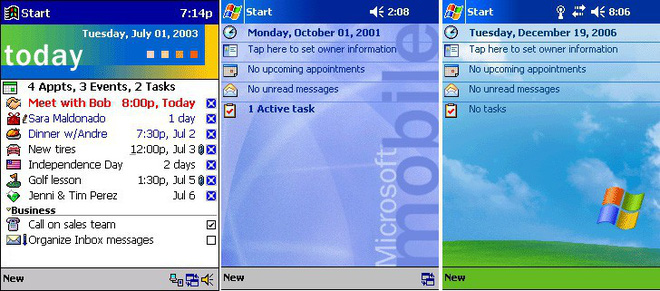 Start 7:14p
Tuesday, July 01, 2003
today
4 Appts, 3 Events, 2 Tasks
Meet with Bob 8:00p, Today
Sara Maldonado 1 day
Dinner w/Andre 7:30p, Jul 2
New tires 12:00p, Jul 3
Independence Day 2 days
Golf lesson 1:30p, Jul 5
Jenni & Tim Perez Jul 6
Business
Call on sales team
Organize Inbox messages
New
Start 2:08
Monday, October 01, 2001
Tap here to set owner information
No upcoming appointments
No unread messages
1 Active task
Microsoft
mobile
New
Start 8:06
Tuesday, December 19, 2006
Tap here to set owner information
No upcoming appointments
No unread messages
No tasks
New